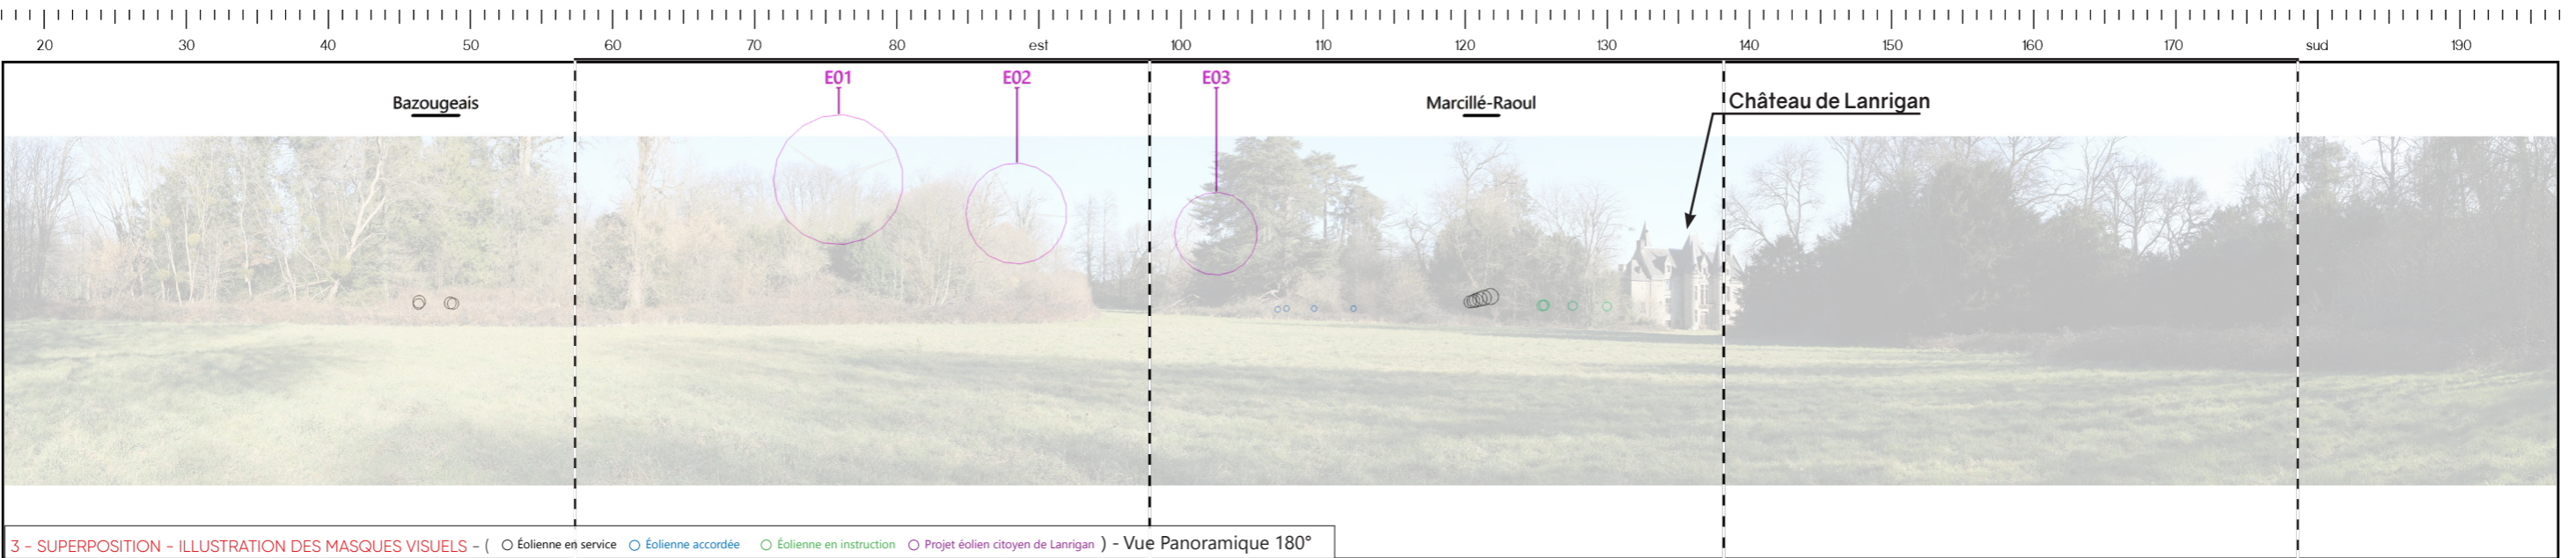 20 30 40 50 60 70 80 est 100 110 120 130 140 150 160 170 sud 190
E01 E02 E03
Bazougeais Marcillé-Raoul Château de Lanrigan
3 - SUPERPOSITION - ILLUSTRATION DES MASQUES VISUELS - ( Éolienne en service Éolienne accordée Éolienne en instruction Projet éolien citoyen de Lanrigan ) - Vue Panoramique 180°